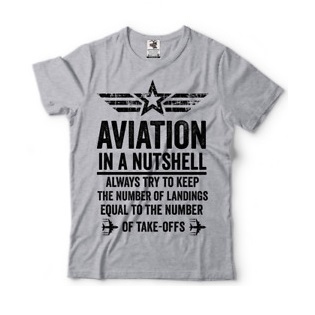 AVIATION
IN A NUTSHELL
ALWAYS TRY TO KEEP
THE NUMBER OF LANDINGS
EQUAL TO THE NUMBER
OF TAKE-OFFS